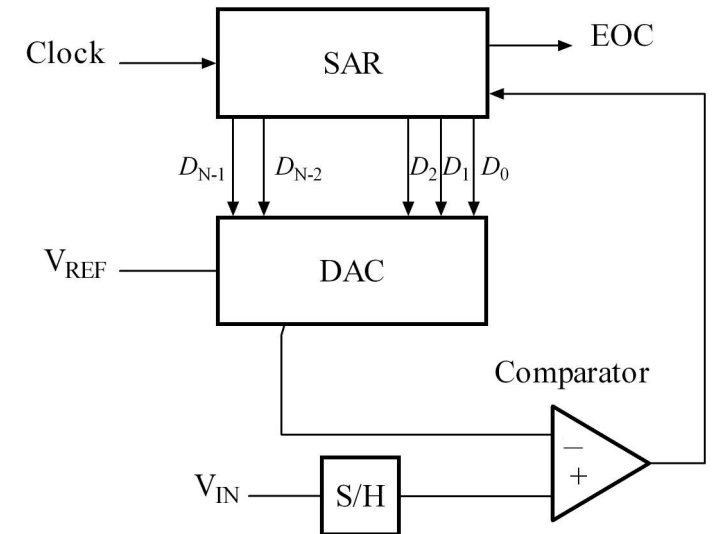 EOC
Clock
SAR
D_N-1
D_N-2
D_2
D_1
D_0
V_REF
DAC
Comparator
−
+
V_IN
S/H